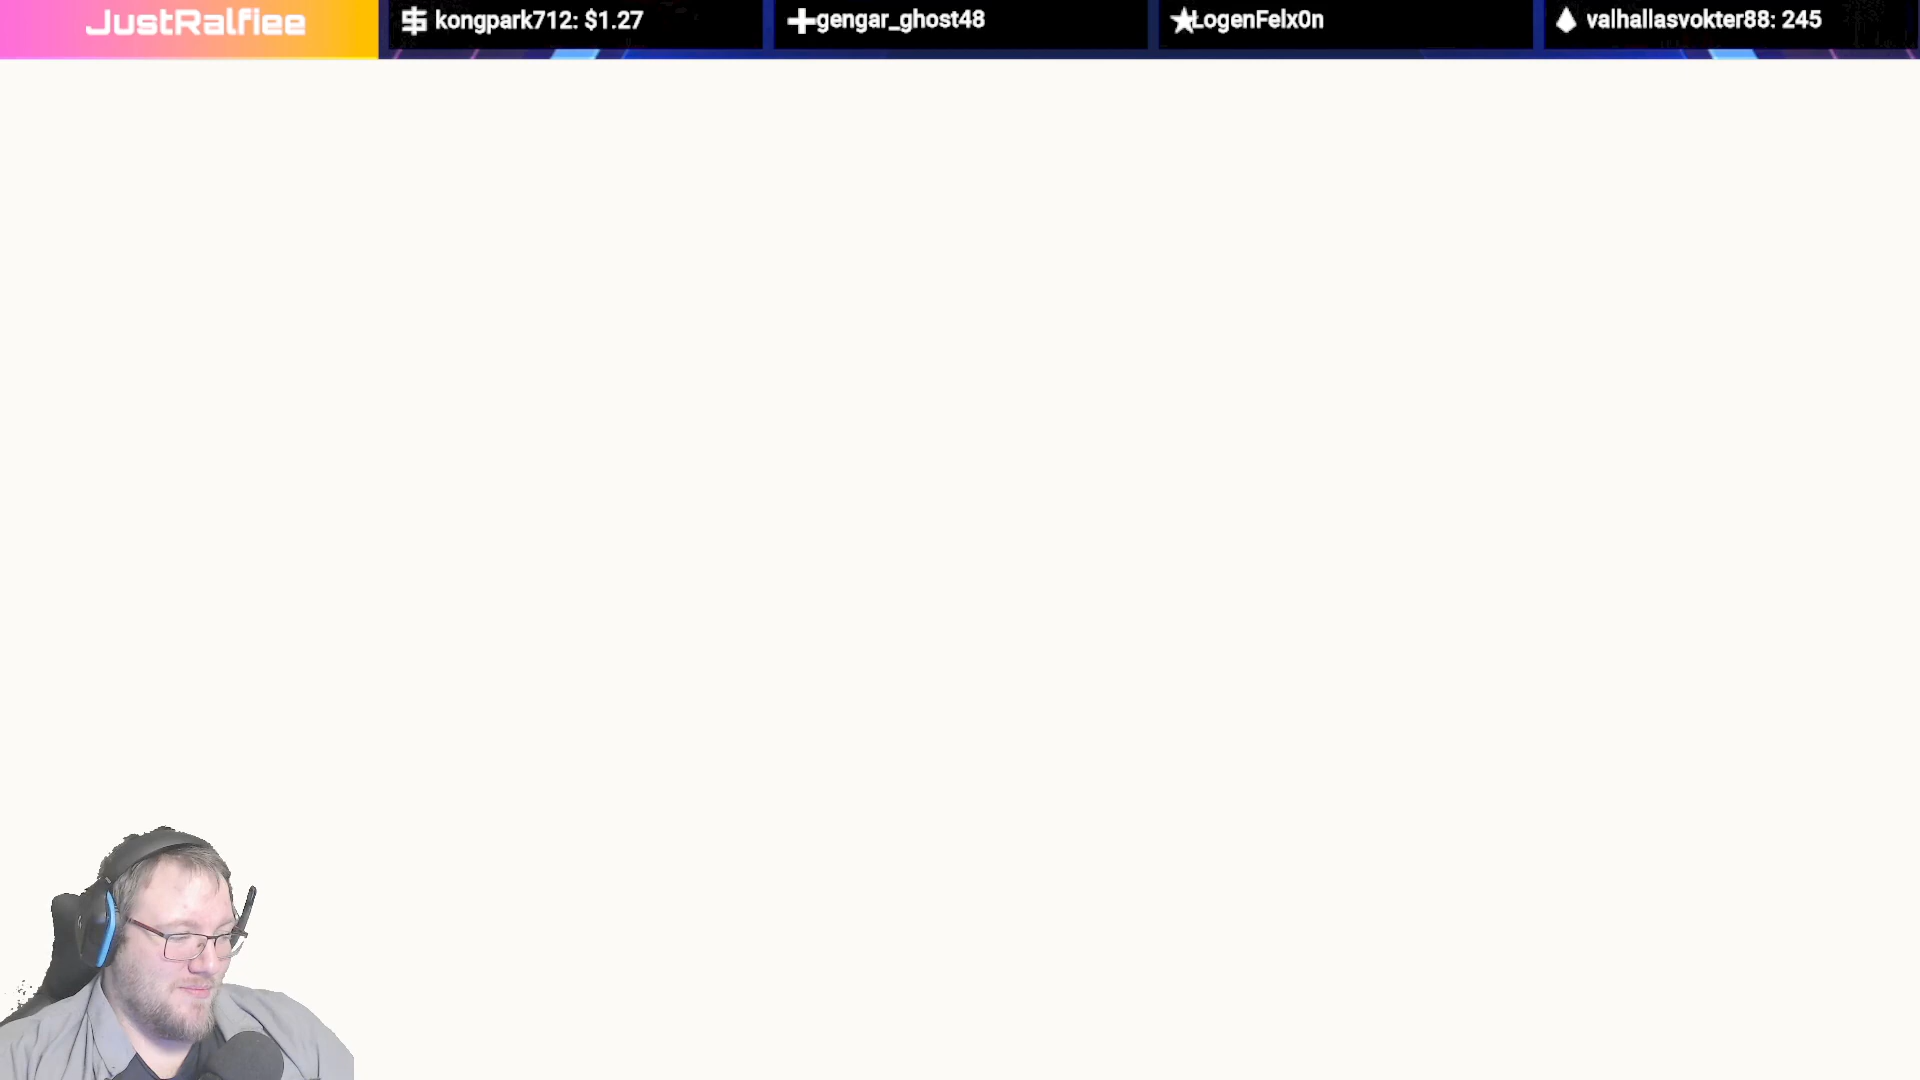 JustRalfiee
kongpark712: $1.27
gengar_ghost48
LogenFelx0n
valhallasvokter88: 245